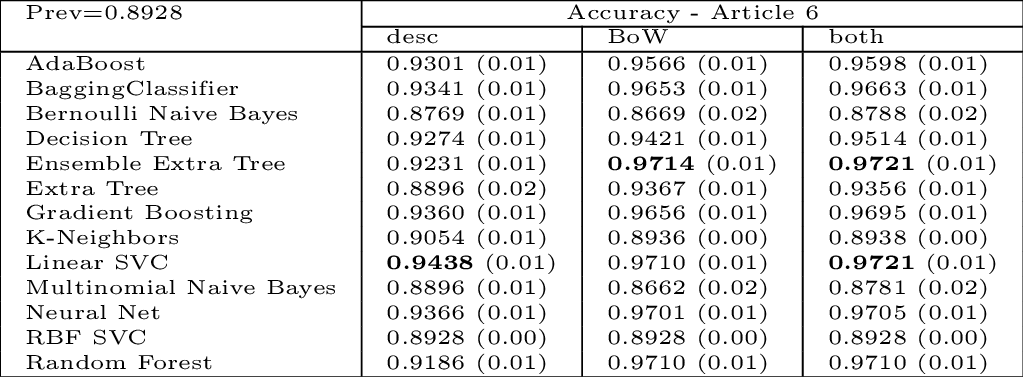 Prev=0.8928 Accuracy - Article 6
desc BoW both
AdaBoost 0.9301 (0.01) 0.9566 (0.01) 0.9598 (0.01)
BaggingClassifier 0.9341 (0.01) 0.9653 (0.01) 0.9663 (0.01)
Bernoulli Naive Bayes 0.8769 (0.01) 0.8669 (0.02) 0.8788 (0.02)
Decision Tree 0.9274 (0.01) 0.9421 (0.01) 0.9514 (0.01)
Ensemble Extra Tree 0.9231 (0.01) 0.9714 (0.01) 0.9721 (0.01)
Extra Tree 0.8896 (0.02) 0.9367 (0.01) 0.9356 (0.01)
Gradient Boosting 0.9360 (0.01) 0.9656 (0.01) 0.9695 (0.01)
K-Neighbors 0.9054 (0.01) 0.8936 (0.00) 0.8938 (0.00)
Linear SVC 0.9438 (0.01) 0.9710 (0.01) 0.9721 (0.01)
Multinomial Naive Bayes 0.8896 (0.01) 0.8662 (0.02) 0.8781 (0.02)
Neural Net 0.9366 (0.01) 0.9701 (0.01) 0.9705 (0.01)
RBF SVC 0.8928 (0.00) 0.8928 (0.00) 0.8928 (0.00)
Random Forest 0.9186 (0.01) 0.9710 (0.01) 0.9710 (0.01)